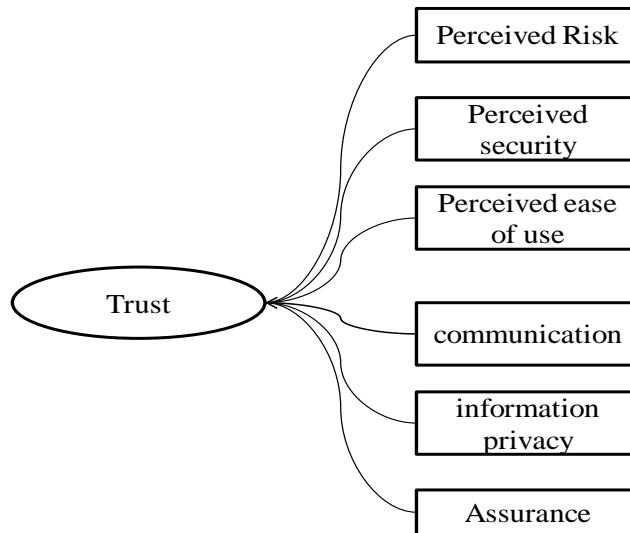 Perceived Risk
Perceived
security
Perceived ease
of use
Trust
communication
information
privacy
Assurance